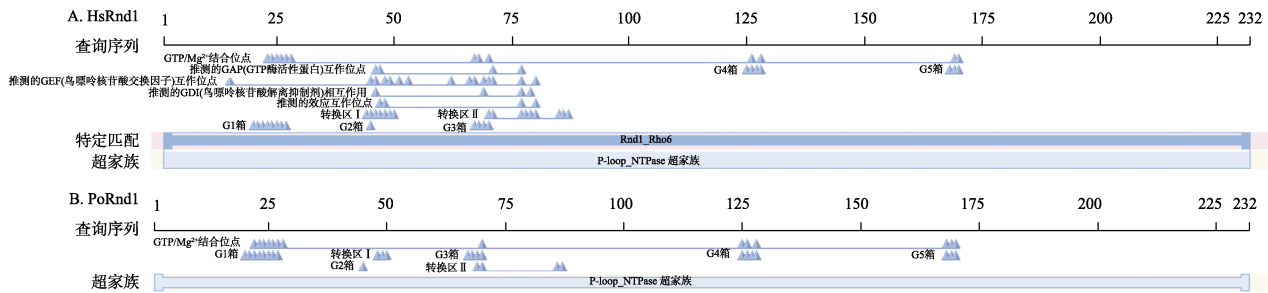 A. HsRnd1
1 25 50 75 100 125 150 175 200 225 232
查询序列
GTP/Mg²⁺结合位点
推测的GAP(GTP酶活性蛋白)互作位点 G4箱 G5箱
推测的GEF(鸟嘌呤核苷酸交换因子)互作位点
推测的GDI(鸟嘌呤核苷酸解离抑制剂)相互作用
推测的效应互作位点
转换区Ⅰ 转换区Ⅱ
G1箱 G2箱 G3箱
特定匹配 Rnd1_Rho6
超家族 P-loop_NTPase 超家族
B. PoRnd1
1 25 50 75 100 125 150 175 200 225 232
查询序列
GTP/Mg²⁺结合位点
G1箱 转换区Ⅰ G3箱 G4箱 G5箱
G2箱 转换区Ⅱ
超家族 P-loop_NTPase 超家族